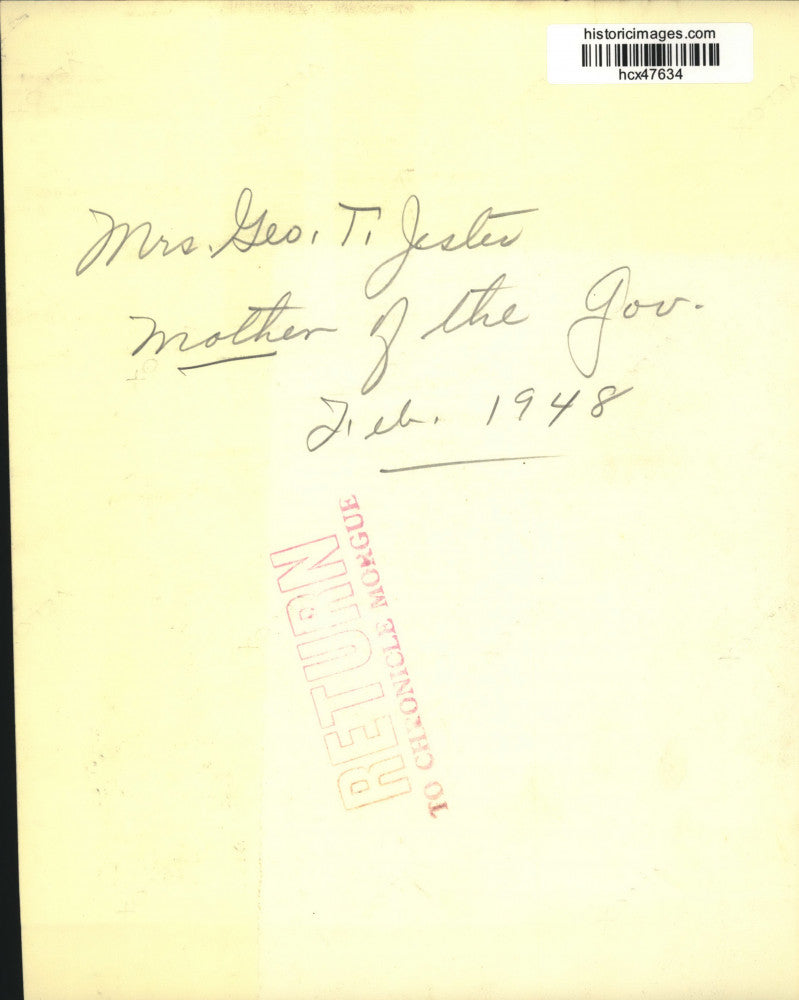 historicimages.com
hcx47634
Mrs. Geo. T. Jester
Mother of the Gov.
Feb. 1948
RETURN
TO CHRONICLE MORGUE